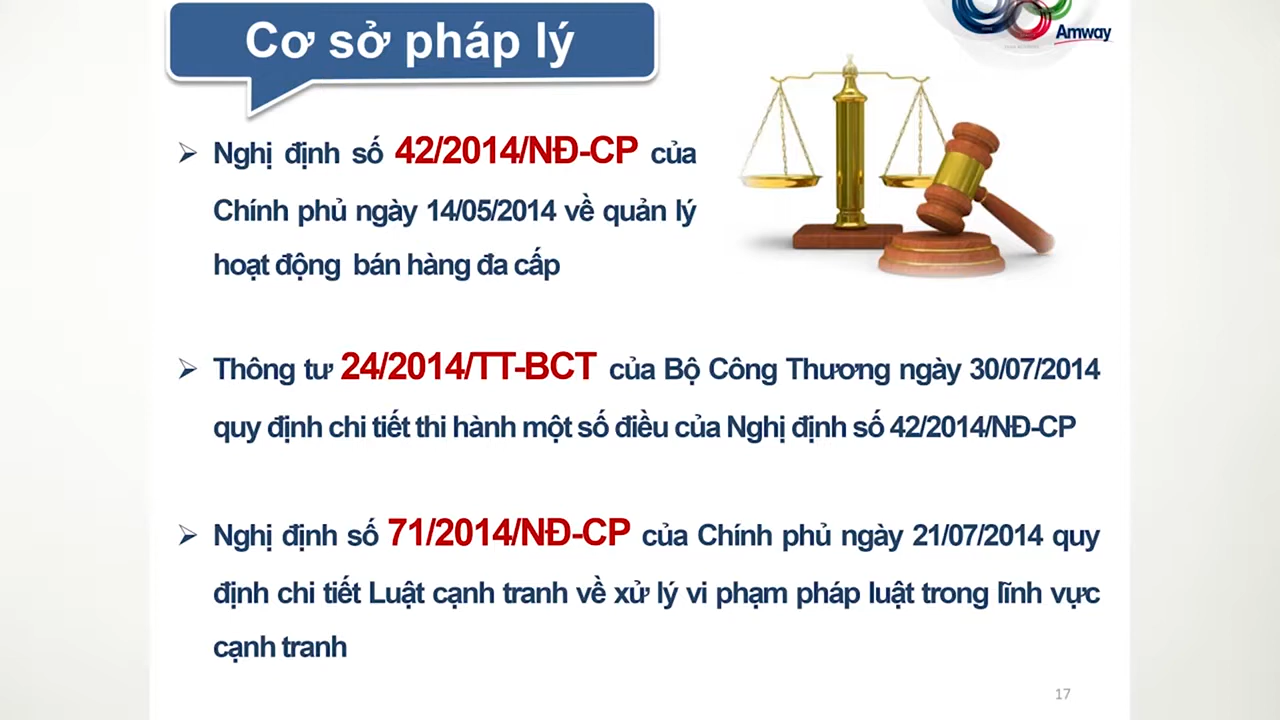 Cơ sở pháp lý
Amway
Nghị định số 42/2014/NĐ-CP của
Chính phủ ngày 14/05/2014 về quản lý
hoạt động bán hàng đa cấp
Thông tư 24/2014/TT-BCT của Bộ Công Thương ngày 30/07/2014
quy định chi tiết thi hành một số điều của Nghị định số 42/2014/NĐ-CP
Nghị định số 71/2014/NĐ-CP của Chính phủ ngày 21/07/2014 quy
định chi tiết Luật cạnh tranh về xử lý vi phạm pháp luật trong lĩnh vực
cạnh tranh
17